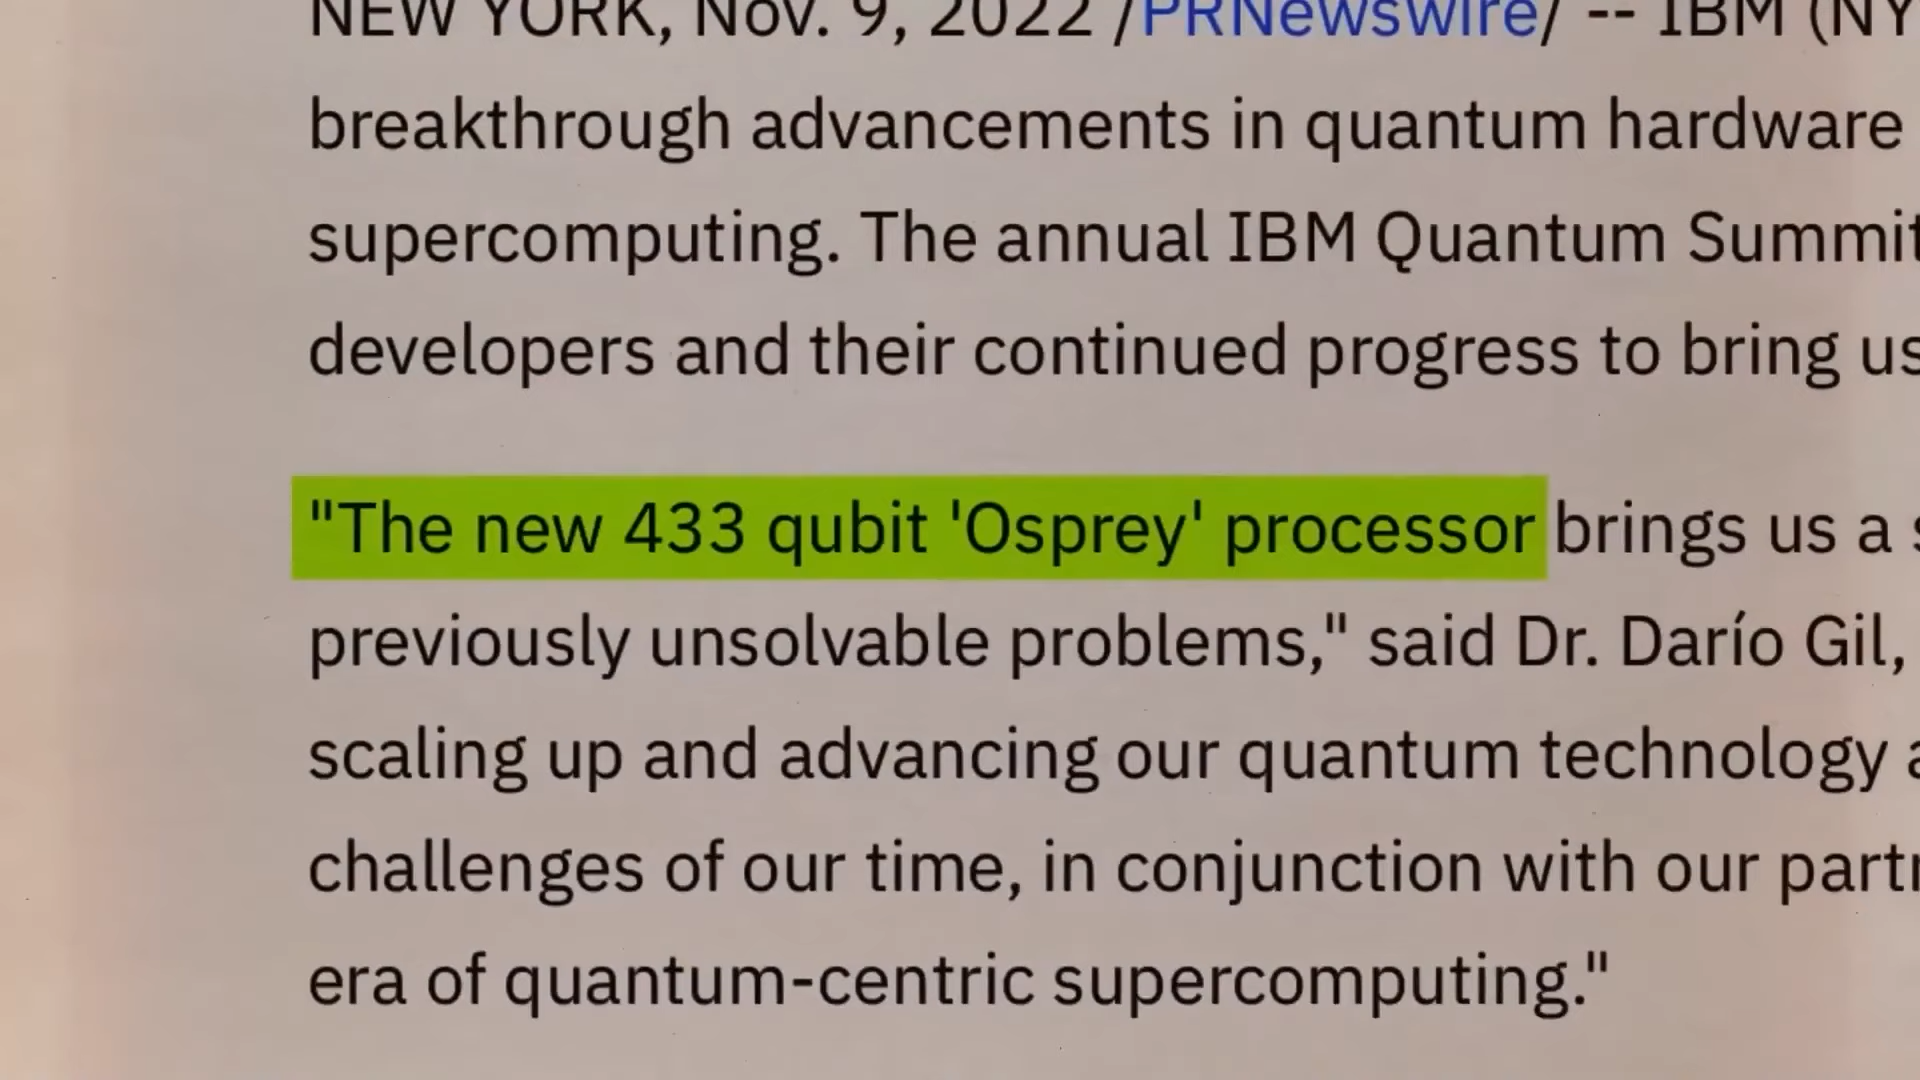 NEW YORK, Nov. 9, 2022 /PRNewswire/ -- IBM (NY
breakthrough advancements in quantum hardware
supercomputing. The annual IBM Quantum Summit
developers and their continued progress to bring us
"The new 433 qubit 'Osprey' processor brings us a
previously unsolvable problems," said Dr. Darío Gil,
scaling up and advancing our quantum technology
challenges of our time, in conjunction with our partn
era of quantum-centric supercomputing."